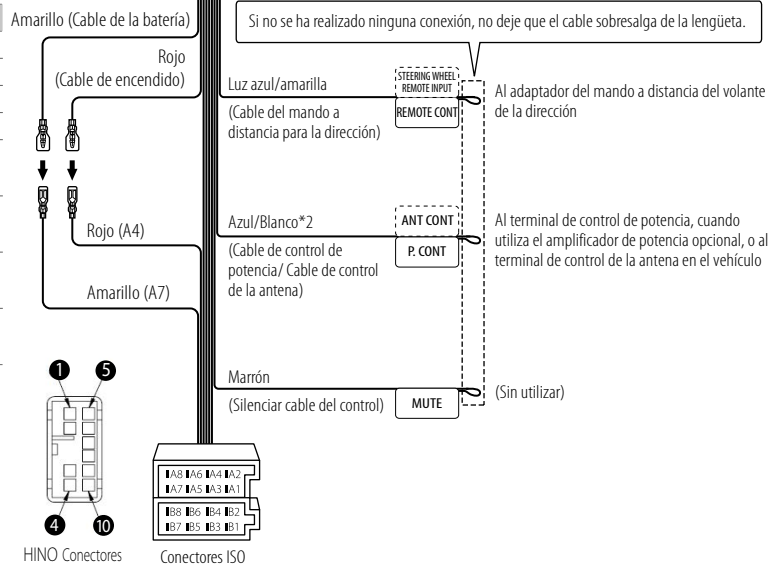 Amarillo (Cable de la batería)
Si no se ha realizado ninguna conexión, no deje que el cable sobresalga de la lengüeta.
Rojo
(Cable de encendido)
Luz azul/amarilla
(Cable del mando a
distancia para la dirección)
STEERING WHEEL
REMOTE INPUT
REMOTE CONT
Al adaptador del mando a distancia del volante
de la dirección
Rojo (A4)
Amarillo (A7)
Azul/Blanco*2
(Cable de control de
potencia/ Cable de control
de la antena)
ANT CONT
P. CONT
Al terminal de control de potencia, cuando
utiliza el amplificador de potencia opcional, o al
terminal de control de la antena en el vehículo
Marrón
(Silenciar cable del control)
MUTE
(Sin utilizar)
1 5
4 10
HINO Conectores
A8 A6 A4 A2
A7 A5 A3 A1
B8 B6 B4 B2
B7 B5 B3 B1
Conectores ISO